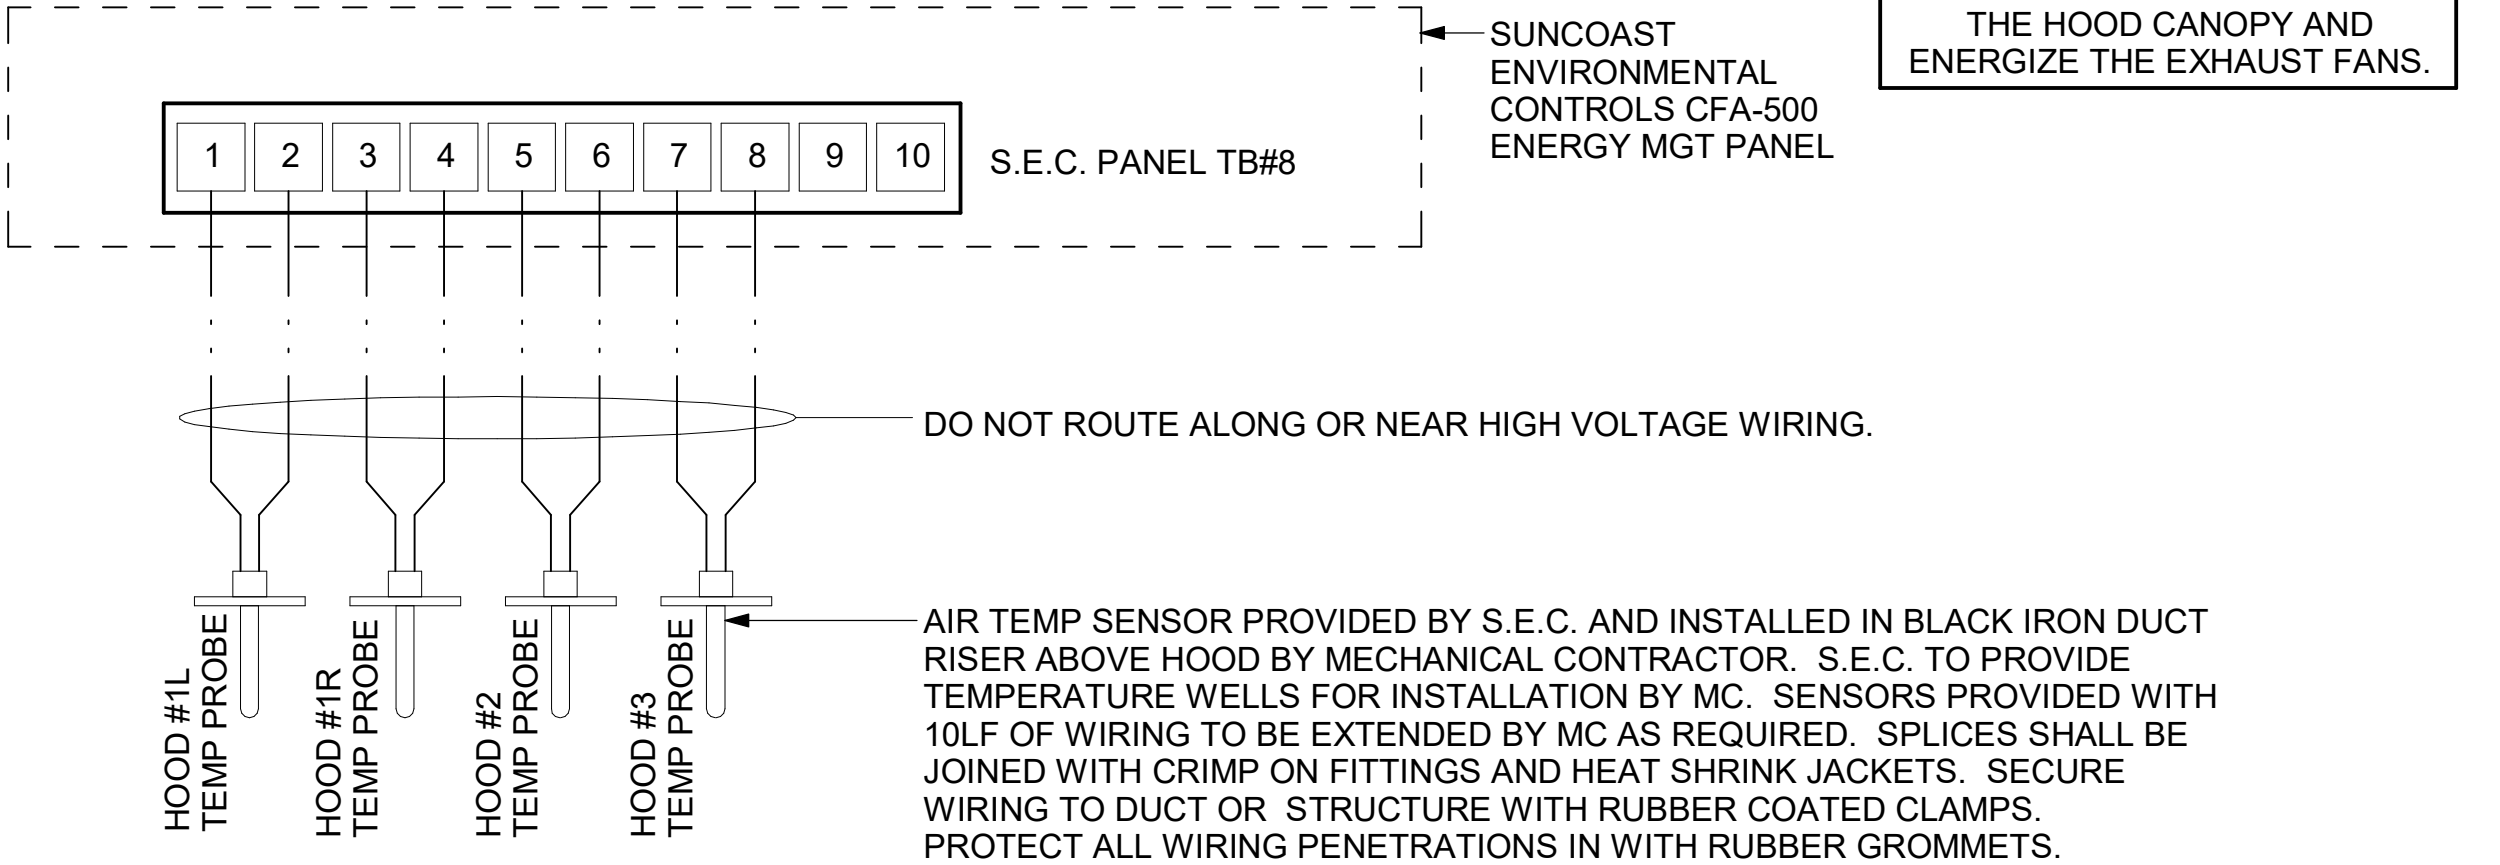 THE HOOD CANOPY AND
ENERGIZE THE EXHAUST FANS.
SUNCOAST
ENVIRONMENTAL
CONTROLS CFA-500
ENERGY MGT PANEL
1 2 3 4 5 6 7 8 9 10
S.E.C. PANEL TB#8
DO NOT ROUTE ALONG OR NEAR HIGH VOLTAGE WIRING.
HOOD #1L
TEMP PROBE
HOOD #1R
TEMP PROBE
HOOD #2
TEMP PROBE
HOOD #3
TEMP PROBE
AIR TEMP SENSOR PROVIDED BY S.E.C. AND INSTALLED IN BLACK IRON DUCT
RISER ABOVE HOOD BY MECHANICAL CONTRACTOR.  S.E.C. TO PROVIDE
TEMPERATURE WELLS FOR INSTALLATION BY MC.  SENSORS PROVIDED WITH
10LF OF WIRING TO BE EXTENDED BY MC AS REQUIRED.  SPLICES SHALL BE
JOINED WITH CRIMP ON FITTINGS AND HEAT SHRINK JACKETS.  SECURE
WIRING TO DUCT OR  STRUCTURE WITH RUBBER COATED CLAMPS.
PROTECT ALL WIRING PENETRATIONS IN WITH RUBBER GROMMETS.